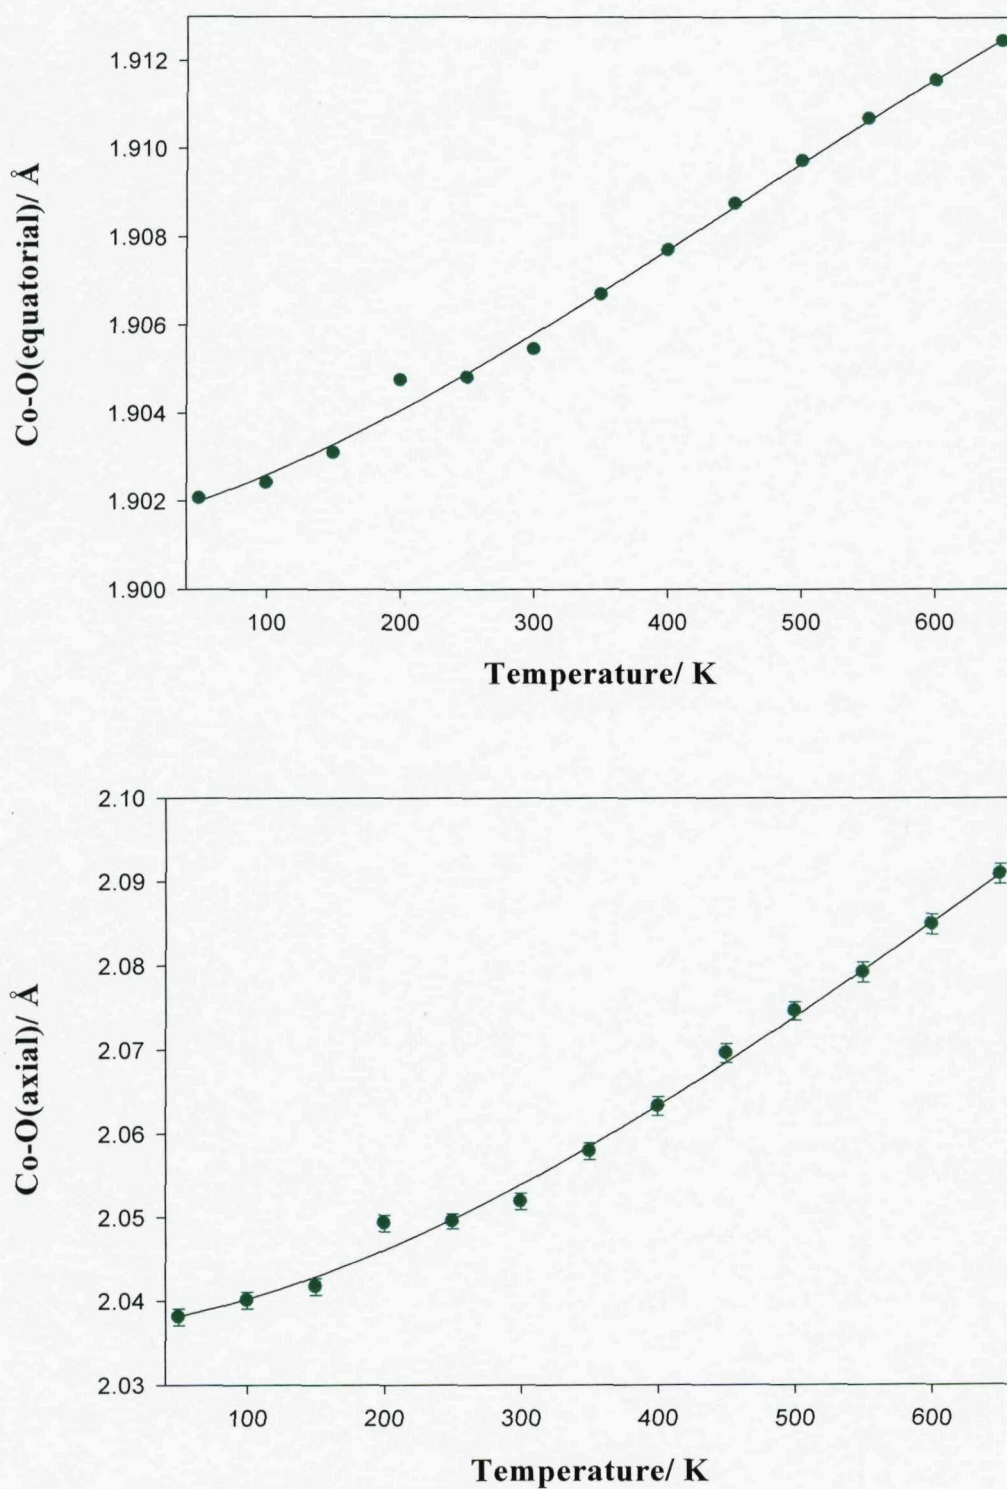 1.912
1.910
1.908
1.906
1.904
1.902
1.900
Co-O(equatorial)/ Å
100 200 300 400 500 600
Temperature/ K
2.10
2.09
2.08
2.07
2.06
2.05
2.04
2.03
Co-O(axial)/ Å
100 200 300 400 500 600
Temperature/ K